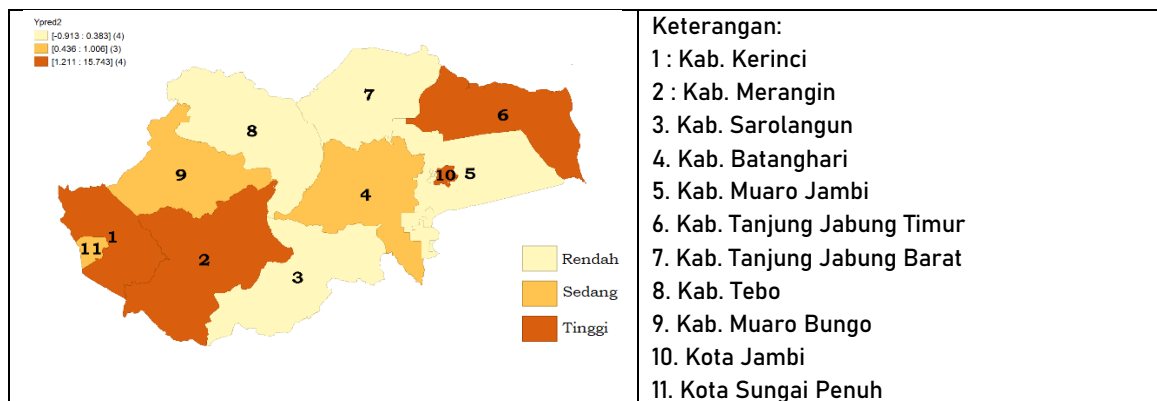 Ypred2
[-0.913 : 0.383] (4)
[0.436 : 1.006] (3)
[1.211 : 15.743] (4)
7
6
8
10 5
9
4
1
11
2
3
Rendah
Sedang
Tinggi
Keterangan:
1 : Kab. Kerinci
2 : Kab. Merangin
3. Kab. Sarolangun
4. Kab. Batanghari
5. Kab. Muaro Jambi
6. Kab. Tanjung Jabung Timur
7. Kab. Tanjung Jabung Barat
8. Kab. Tebo
9. Kab. Muaro Bungo
10. Kota Jambi
11. Kota Sungai Penuh